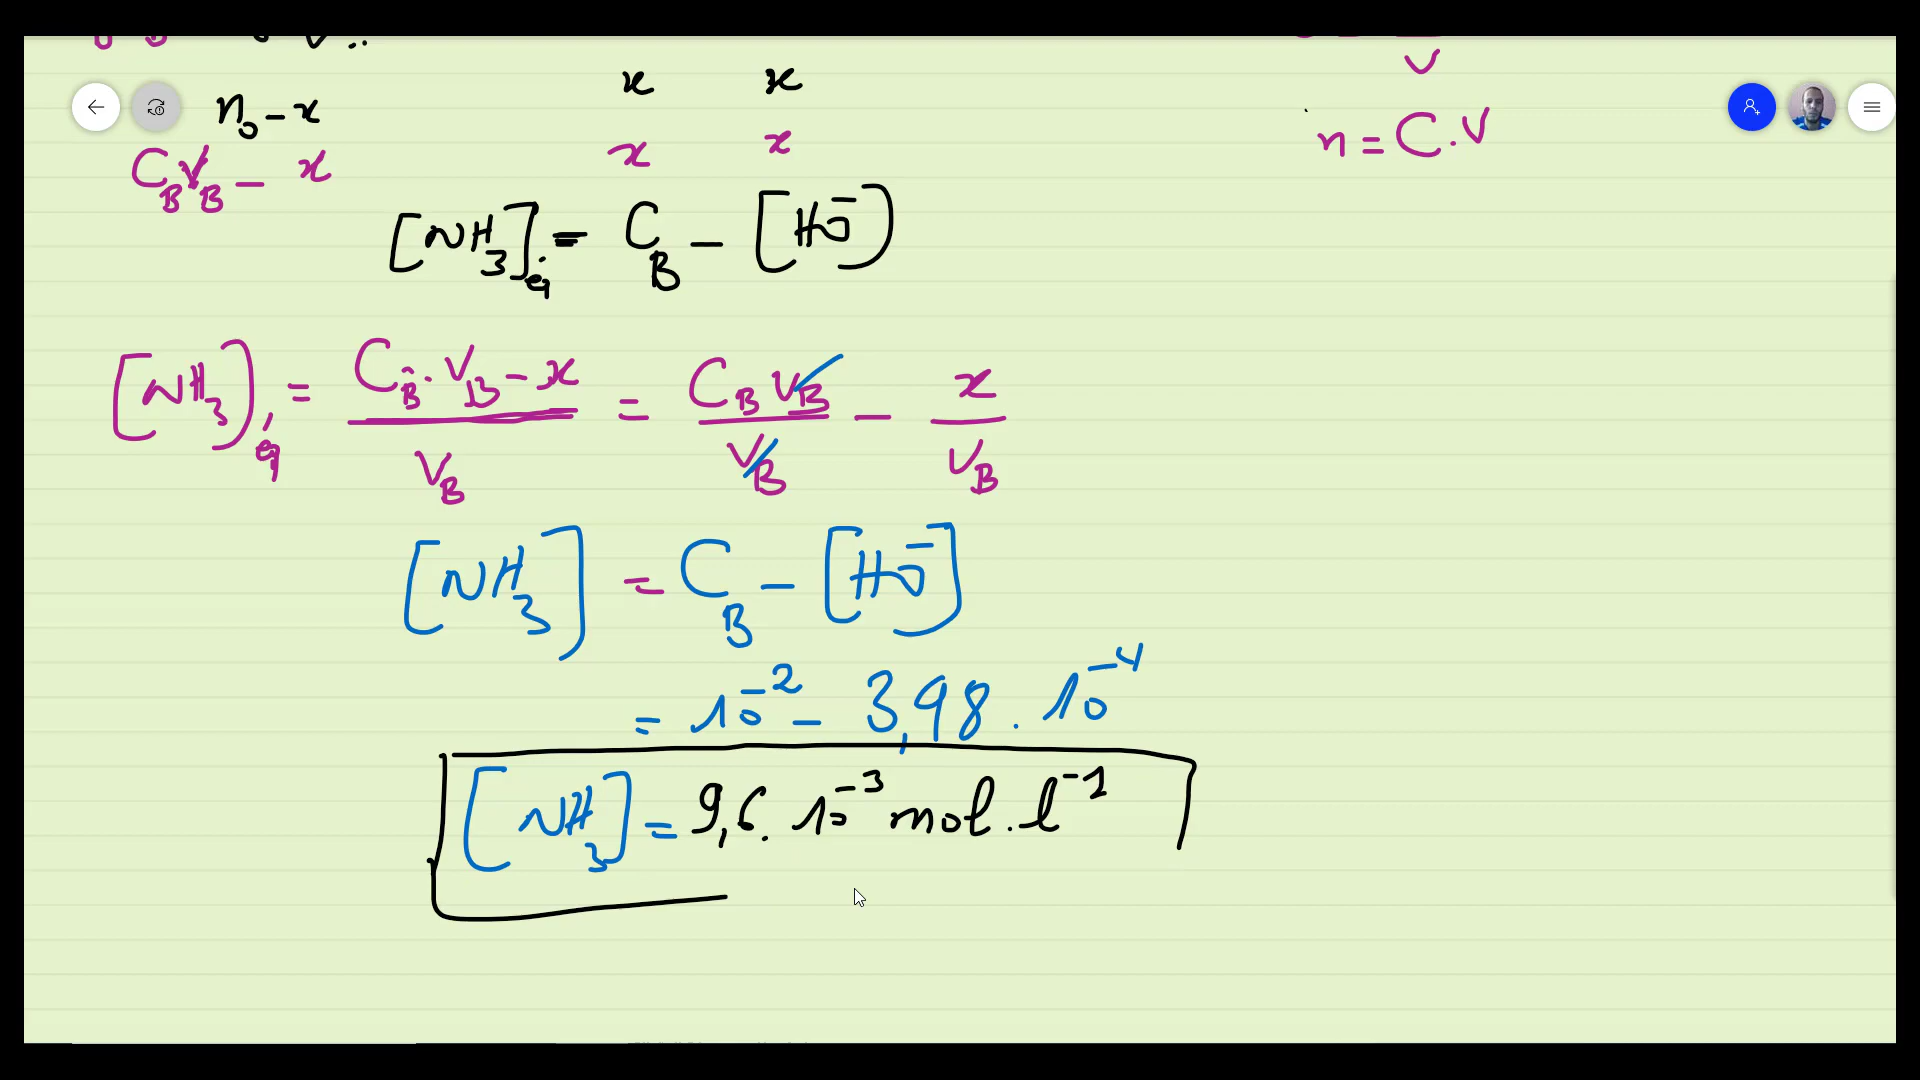 x x
n₀ - x
C_B V_B - x x x
n = C . V
[NH₃]éq = C_B - [HO⁻]
[NH₃]éq = (C_B . V_B - x) / V_B = C_B V_B / V_B - x / V_B
[NH₃] = C_B - [HO⁻]
= 10⁻² - 3,98 . 10⁻⁴
[NH₃] = 9,6 . 10⁻³ mol . l⁻¹